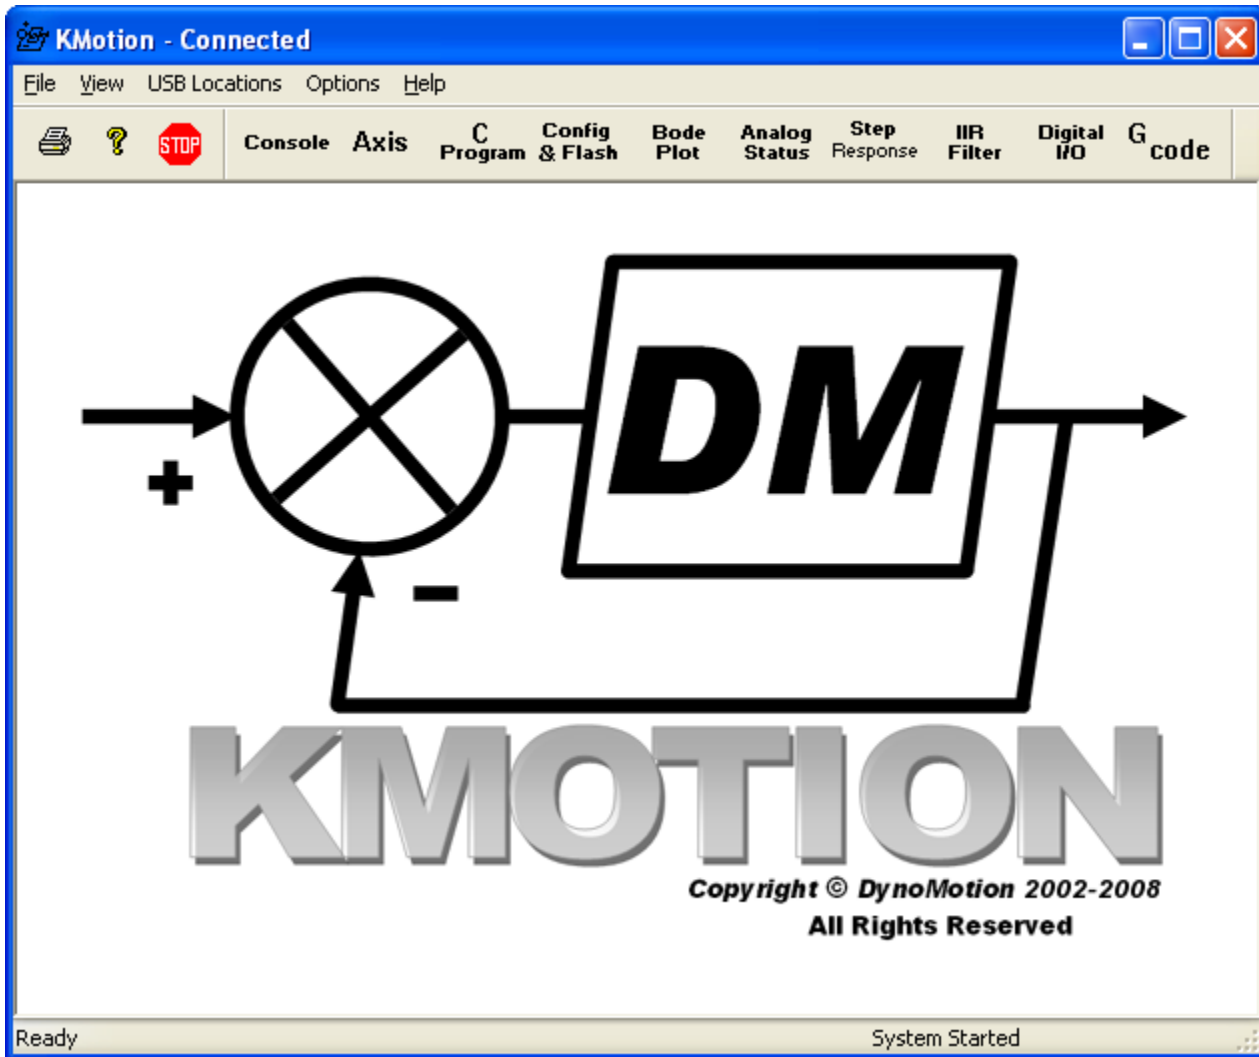 KMotion - Connected
File View USB Locations Options Help
STOP Console Axis C Program Config & Flash Bode Plot Analog Status Step Response IIR Filter Digital I/O G code
+
DM
-
KMOTION
Copyright © DynoMotion 2002-2008
All Rights Reserved
Ready System Started